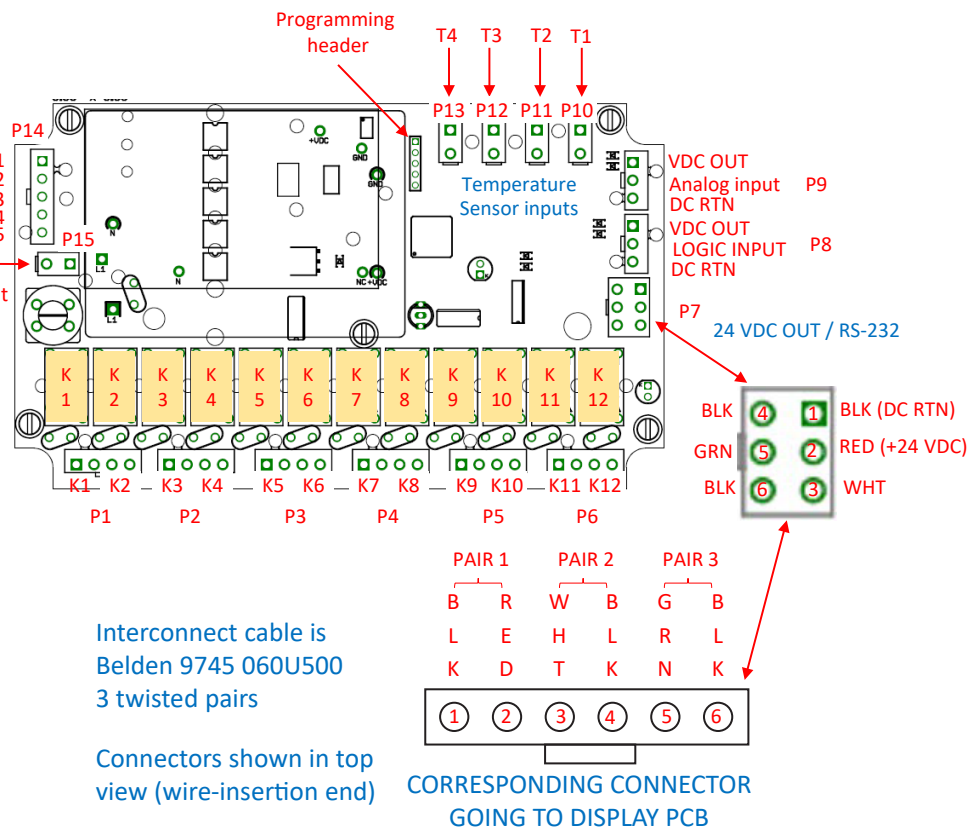 Programming
header
T4
T3
T2
T1
P14
P13
P12
P11
P10
+VDC
GND
GND
Temperature
Sensor inputs
VDC OUT
Analog input
DC RTN
P9
VDC OUT
LOGIC INPUT
DC RTN
P8
N
P15
L1
N
NC +VDC
L1
P7
24 VDC OUT / RS-232
K
1
K
2
K
3
K
4
K
5
K
6
K
7
K
8
K
9
K
10
K
11
K
12
BLK
4
1
BLK (DC RTN)
GRN
5
2
RED (+24 VDC)
BLK
6
3
WHT
K1
K2
K3
K4
K5
K6
K7
K8
K9
K10
K11
K12
P1
P2
P3
P4
P5
P6
PAIR 1
PAIR 2
PAIR 3
BLK
RED
WHT
BLK
GRN
BLK
1
2
3
4
5
6
Interconnect cable is
Belden 9745 060U500
3 twisted pairs
Connectors shown in top
view (wire-insertion end)
CORRESPONDING CONNECTOR
GOING TO DISPLAY PCB